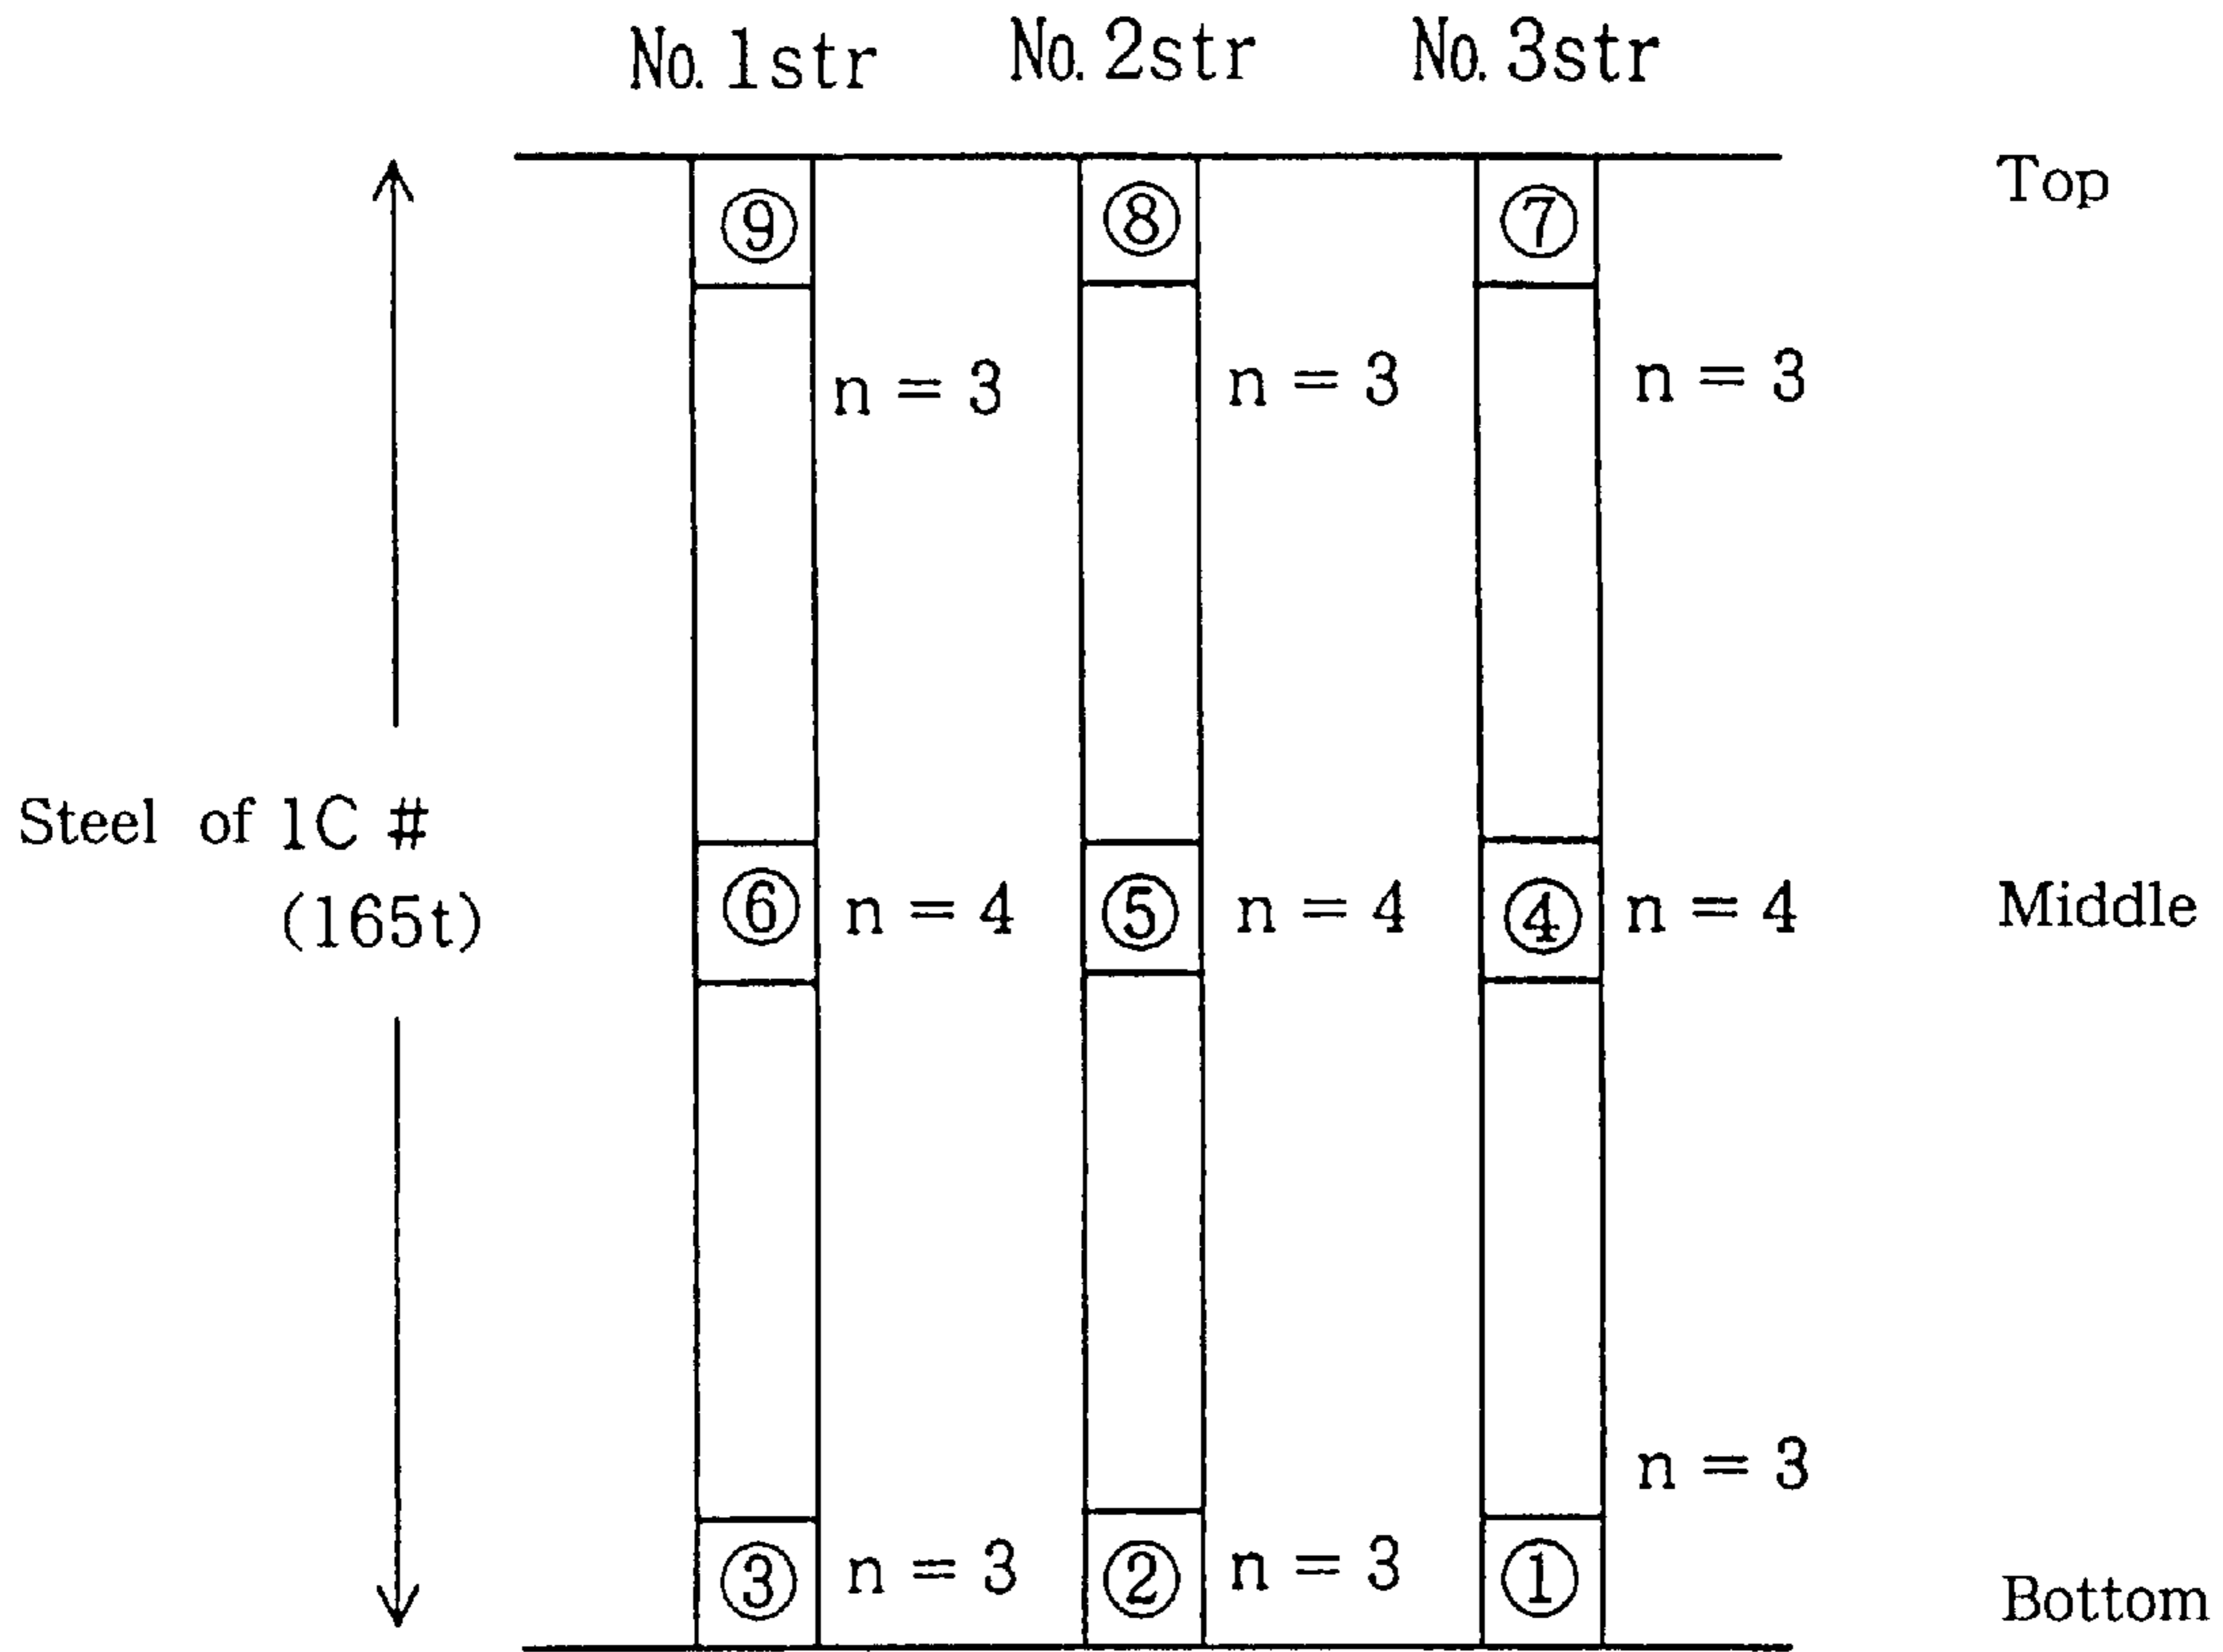 No. 1str No. 2str No. 3str
⑨ ⑧ ⑦ Top
n = 3 n = 3 n = 3
Steel of 1C #
(165t)
⑥ n = 4 ⑤ n = 4 ④ n = 4 Middle
n = 3
③ n = 3 ② n = 3 ①
Bottom